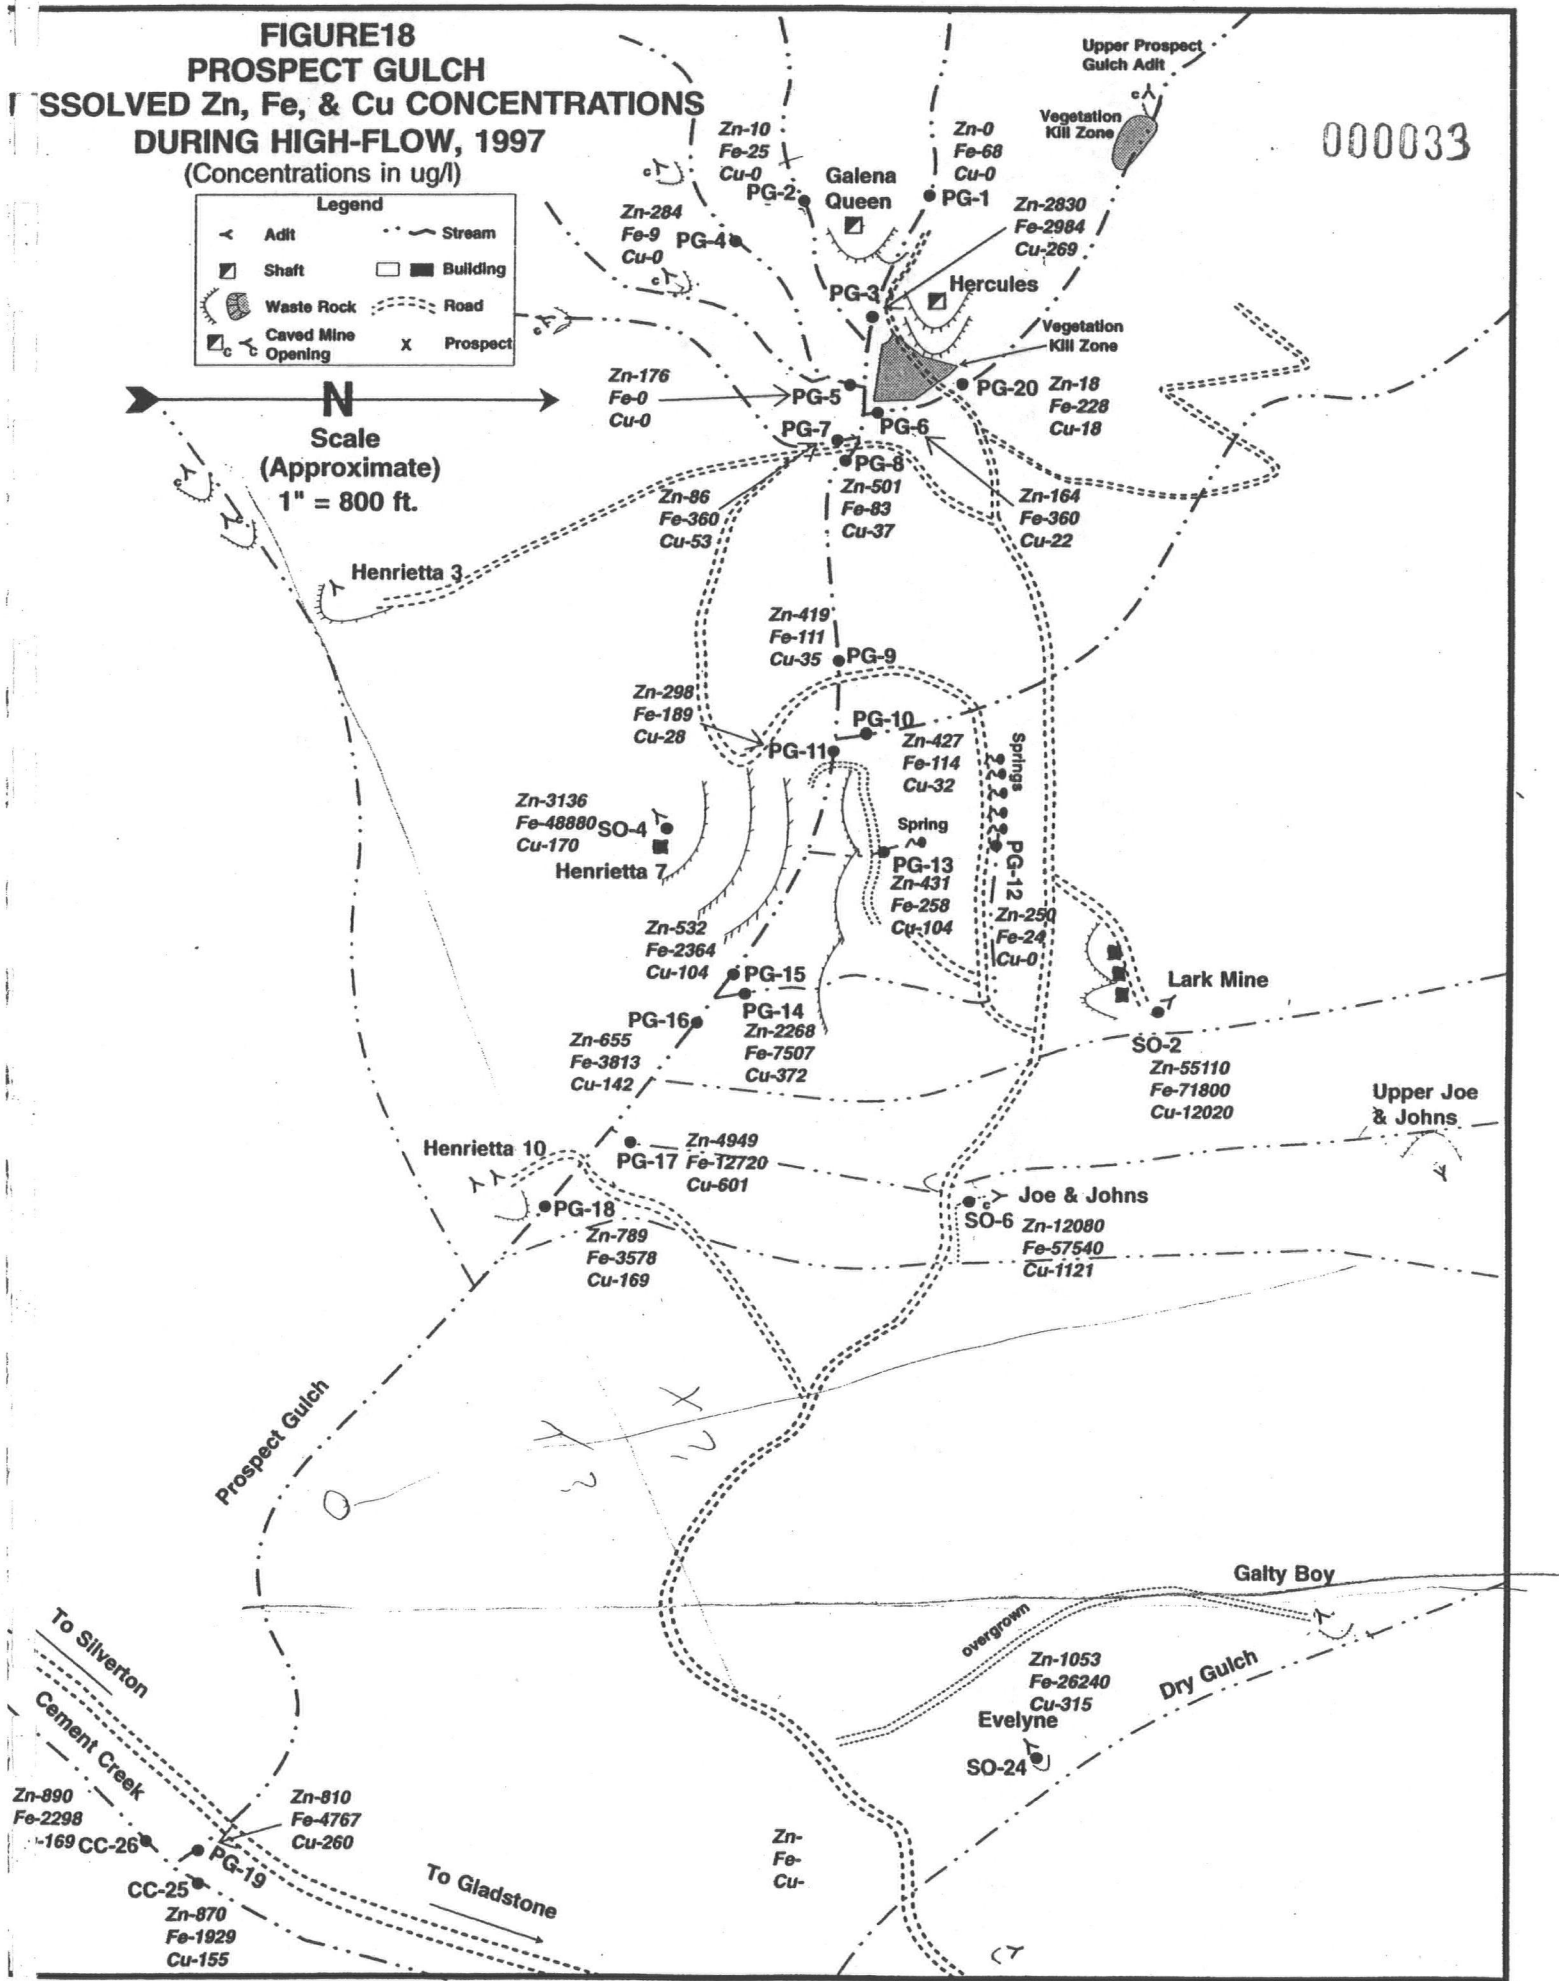 FIGURE18
PROSPECT GULCH
SSOLVED Zn, Fe, & Cu CONCENTRATIONS
DURING HIGH-FLOW, 1997
(Concentrations in ug/l)
000033
Legend
Adit
Stream
Shaft
Building
Waste Rock
Road
c c Caved Mine
Opening
X Prospect
N
Scale
(Approximate)
1" = 800 ft.
Upper Prospect
Gulch Adit
c
Vegetation
Kill Zone
Zn-10
Fe-25
Cu-0
PG-2
Zn-0
Fe-68
Cu-0
PG-1
Galena
Queen
c
Zn-284
Fe-9
Cu-0
PG-4
c
Zn-2830
Fe-2984
Cu-269
PG-3
Hercules
c
Vegetation
Kill Zone
Zn-176
Fe-0
Cu-0
PG-5
PG-20
Zn-18
Fe-228
Cu-18
PG-7
PG-6
PG-8
Zn-501
Fe-83
Cu-37
Zn-86
Fe-360
Cu-53
Zn-164
Fe-360
Cu-22
c
c
Henrietta 3
Zn-419
Fe-111
Cu-35
PG-9
Zn-298
Fe-189
Cu-28
PG-10
PG-11
Zn-427
Fe-114
Cu-32
Springs
Zn-3136
Fe-48880
Cu-170
SO-4
Henrietta 7
Spring
PG-13
Zn-431
Fe-258
Cu-104
PG-12
Zn-250
Fe-24
Cu-0
Zn-532
Fe-2364
Cu-104
PG-15
PG-14
Zn-2268
Fe-7507
Cu-372
PG-16
Zn-655
Fe-3813
Cu-142
Lark Mine
SO-2
Zn-55110
Fe-71800
Cu-12020
Upper Joe
& Johns
Henrietta 10
PG-17
Zn-4949
Fe-12720
Cu-601
PG-18
Zn-789
Fe-3578
Cu-169
c
Joe & Johns
SO-6
Zn-12080
Fe-57540
Cu-1121
Prospect Gulch
Galty Boy
overgrown
Zn-1053
Fe-26240
Cu-315
Evelyne
SO-24
Dry Gulch
To Silverton
Cement Creek
Zn-890
Fe-2298
-169
CC-26
Zn-810
Fe-4767
Cu-260
PG-19
CC-25
Zn-870
Fe-1929
Cu-155
To Gladstone
Zn-
Fe-
Cu-